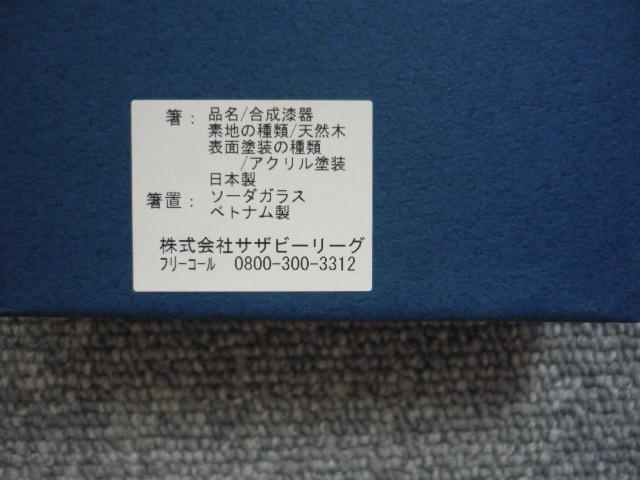 箸： 品名/合成漆器
素地の種類/天然木
表面塗装の種類
/アクリル塗装
日本製
箸置： ソーダガラス
ベトナム製
株式会社サザビーリーグ
ﾌﾘｰｺｰﾙ 0800-300-3312